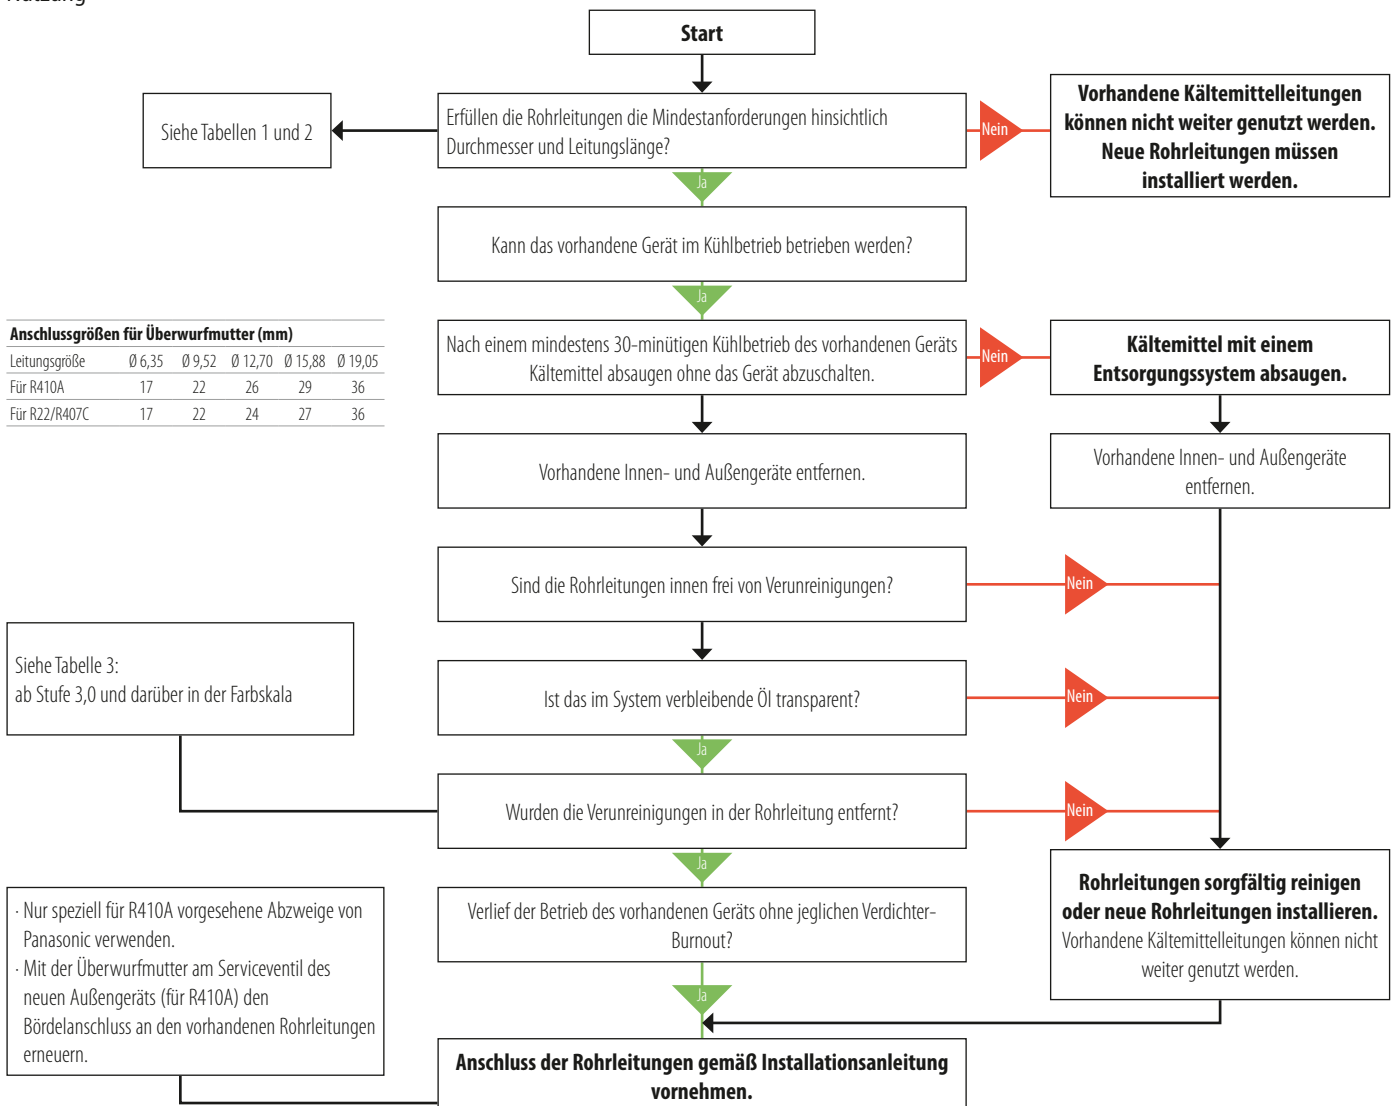 Start
Siehe Tabellen 1 und 2
Erfüllen die Rohrleitungen die Mindestanforderungen hinsichtlich
Durchmesser und Leitungslänge?
Nein
Vorhandene Kältemittelleitungen
können nicht weiter genutzt werden.
Neue Rohrleitungen müssen
installiert werden.
Ja
Kann das vorhandene Gerät im Kühlbetrieb betrieben werden?
Ja
Anschlussgrößen für Überwurfmutter (mm)
Leitungsgröße Ø 6,35 Ø 9,52 Ø 12,70 Ø 15,88 Ø 19,05
Für R410A 17 22 26 29 36
Für R22/R407C 17 22 24 27 36
Nach einem mindestens 30-minütigen Kühlbetrieb des vorhandenen Geräts
Kältemittel absaugen ohne das Gerät abzuschalten.
Nein
Kältemittel mit einem
Entsorgungssystem absaugen.
Vorhandene Innen- und Außengeräte entfernen.
Vorhandene Innen- und Außengeräte
entfernen.
Sind die Rohrleitungen innen frei von Verunreinigungen?
Nein
Siehe Tabelle 3:
ab Stufe 3,0 und darüber in der Farbskala
Ist das im System verbleibende Öl transparent?
Nein
Ja
Wurden die Verunreinigungen in der Rohrleitung entfernt?
Nein
Ja
· Nur speziell für R410A vorgesehene Abzweige von
Panasonic verwenden.
· Mit der Überwurfmutter am Serviceventil des
neuen Außengeräts (für R410A) den
Bördelanschluss an den vorhandenen Rohrleitungen
erneuern.
Verlief der Betrieb des vorhandenen Geräts ohne jeglichen Verdichter-
Burnout?
Rohrleitungen sorgfältig reinigen
oder neue Rohrleitungen installieren.
Vorhandene Kältemittelleitungen können nicht
weiter genutzt werden.
Ja
Anschluss der Rohrleitungen gemäß Installationsanleitung
vornehmen.